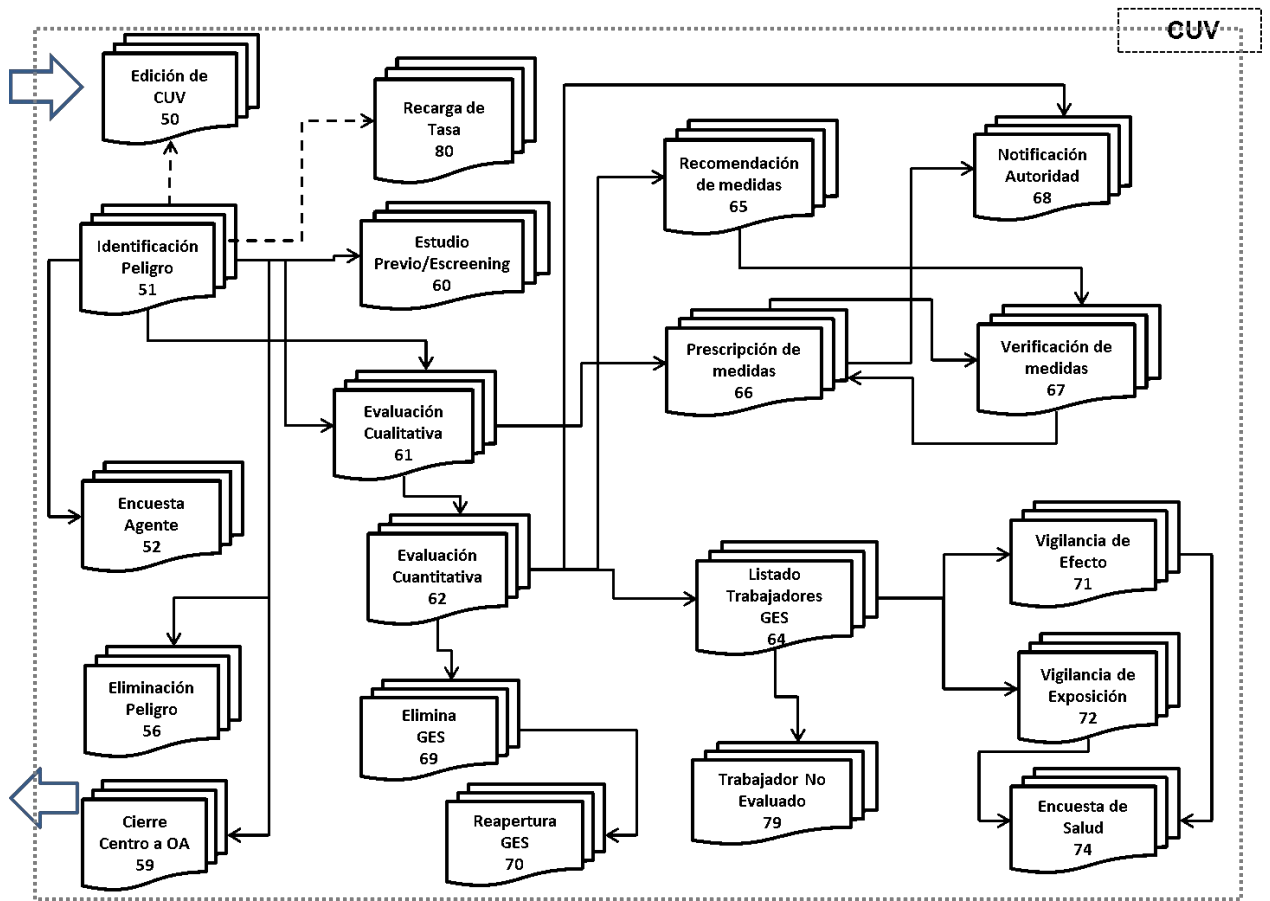 CUV
Edición de
CUV
50
Recarga de
Tasa
80
Recomendación
de medidas
65
Notificación
Autoridad
68
Identificación
Peligro
51
Estudio
Previo/Escreening
60
Prescripción de
medidas
66
Verificación de
medidas
67
Evaluación
Cualitativa
61
Encuesta
Agente
52
Evaluación
Cuantitativa
62
Listado
Trabajadores
GES
64
Vigilancia de
Efecto
71
Vigilancia de
Exposición
72
Eliminación
Peligro
56
Elimina
GES
69
Trabajador No
Evaluado
79
Encuesta de
Salud
74
Cierre
Centro a OA
59
Reapertura
GES
70